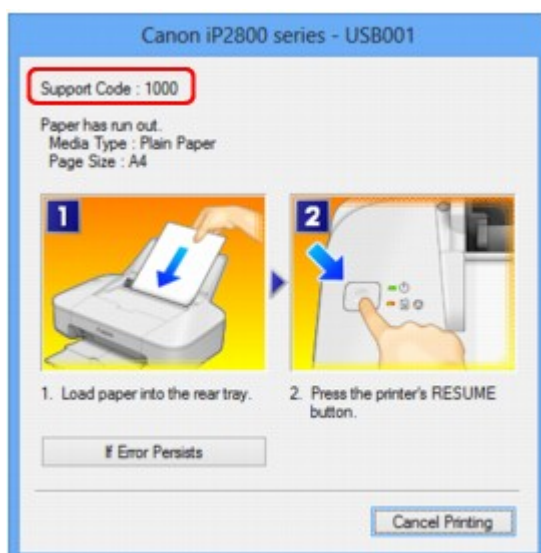 Canon iP2800 series - USB001
Support Code : 1000
Paper has run out.
Media Type : Plain Paper
Page Size : A4
1
2
1. Load paper into the rear tray.
2. Press the printer's RESUME
button.
If Error Persists
Cancel Printing